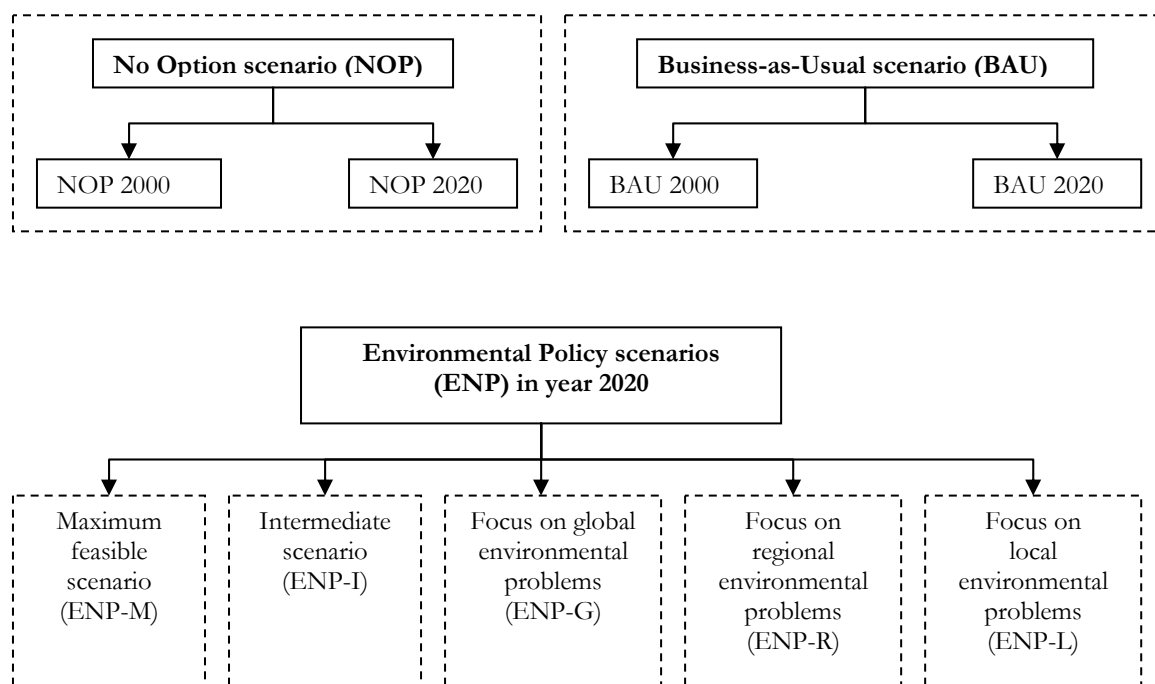 No Option scenario (NOP)
Business-as-Usual scenario (BAU)
NOP 2000
NOP 2020
BAU 2000
BAU 2020
Environmental Policy scenarios
(ENP) in year 2020
Maximum
feasible
scenario
(ENP-M)
Intermediate
scenario
(ENP-I)
Focus on global
environmental
problems
(ENP-G)
Focus on
regional
environmental
problems
(ENP-R)
Focus on
local
environmental
problems
(ENP-L)